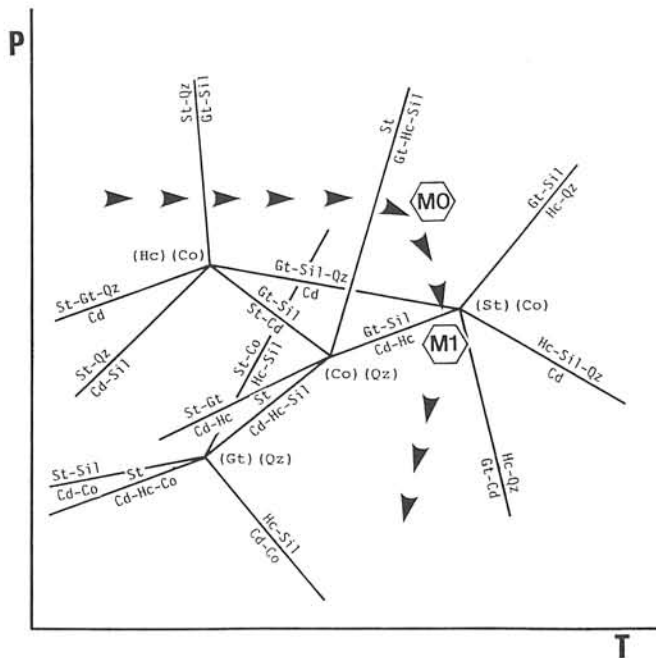 P
St-Qz
Gt-Sil
St
Gt-Hc-Sil
Gt-Sil
Hc-Qz
M0
(Hc)(Co)
Gt-Sil-Qz
Cd
St-Gt-Qz
Cd
Gt-Sil
St-Cd
(St)(Co)
St-Qz
Cd-Sil
Gt-Sil
Cd-Hc
M1
St-Co
Hc-Sil
(Co)(Qz)
Hc-Sil-Qz
Cd
St-Gt
Cd-Hc
St
Cd-Hc-Sil
(Gt)(Qz)
St-Sil
Cd-Co
St
Cd-Hc-Co
Hc-Qz
Gt-Cd
Hc-Sil
Cd-Co
T